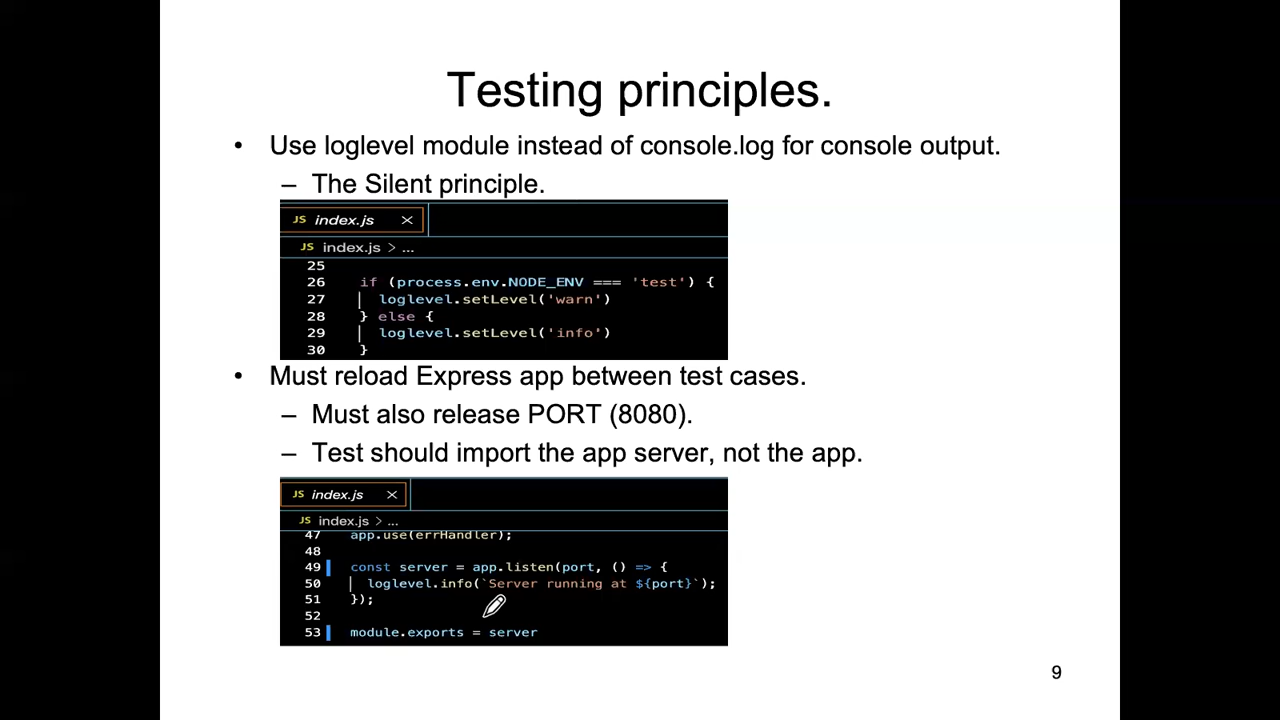 Testing principles.
• Use loglevel module instead of console.log for console output.
– The Silent principle.
JS index.js ×
JS index.js > ...
25
26 if (process.env.NODE_ENV === 'test') {
27 loglevel.setLevel('warn')
28 } else {
29 loglevel.setLevel('info')
30 }
• Must reload Express app between test cases.
– Must also release PORT (8080).
– Test should import the app server, not the app.
JS index.js ×
JS index.js > ...
47 app.use(errHandler);
48
49 const server = app.listen(port, () => {
50 loglevel.info(`Server running at ${port}`);
51 });
52
53 module.exports = server
9